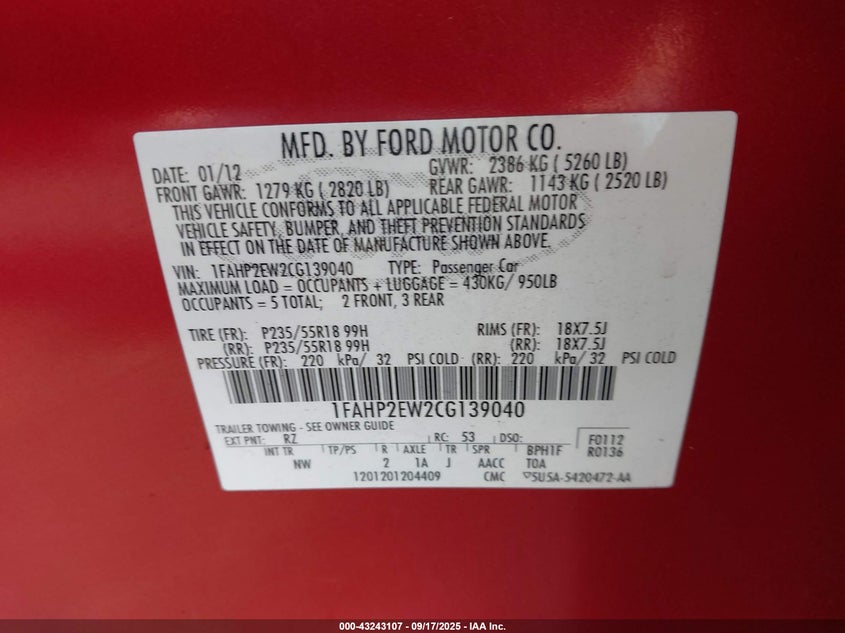 MFD. BY FORD MOTOR CO.
DATE: 01/12 GVWR: 2386 KG ( 5260 LB)
FRONT GAWR: 1279 KG ( 2820 LB) REAR GAWR: 1143 KG ( 2520 LB)
THIS VEHICLE CONFORMS TO ALL APPLICABLE FEDERAL MOTOR
VEHICLE SAFETY, BUMPER, AND THEFT PREVENTION STANDARDS
IN EFFECT ON THE DATE OF MANUFACTURE SHOWN ABOVE.
VIN: 1FAHP2EW2CG139040 TYPE: Passenger Car
MAXIMUM LOAD = OCCUPANTS + LUGGAGE = 430KG/ 950LB
OCCUPANTS = 5 TOTAL; 2 FRONT, 3 REAR
TIRE (FR): P235/55R18 99H RIMS (FR): 18X7.5J
(RR): P235/55R18 99H (RR): 18X7.5J
PRESSURE (FR): 220 kPa/ 32 PSI COLD (RR): 220 kPa/ 32 PSI COLD
1FAHP2EW2CG139040
TRAILER TOWING - SEE OWNER GUIDE
EXT PNT: RZ RC: 53 DSO: F0112
INT TR TP/PS R AXLE TR SPR BPH1F R0136
NW 2 1A J AACC TOA
1201201204409 CMC ▽5USA-5420472-AA
000-43243107 - 09/17/2025 - IAA Inc.